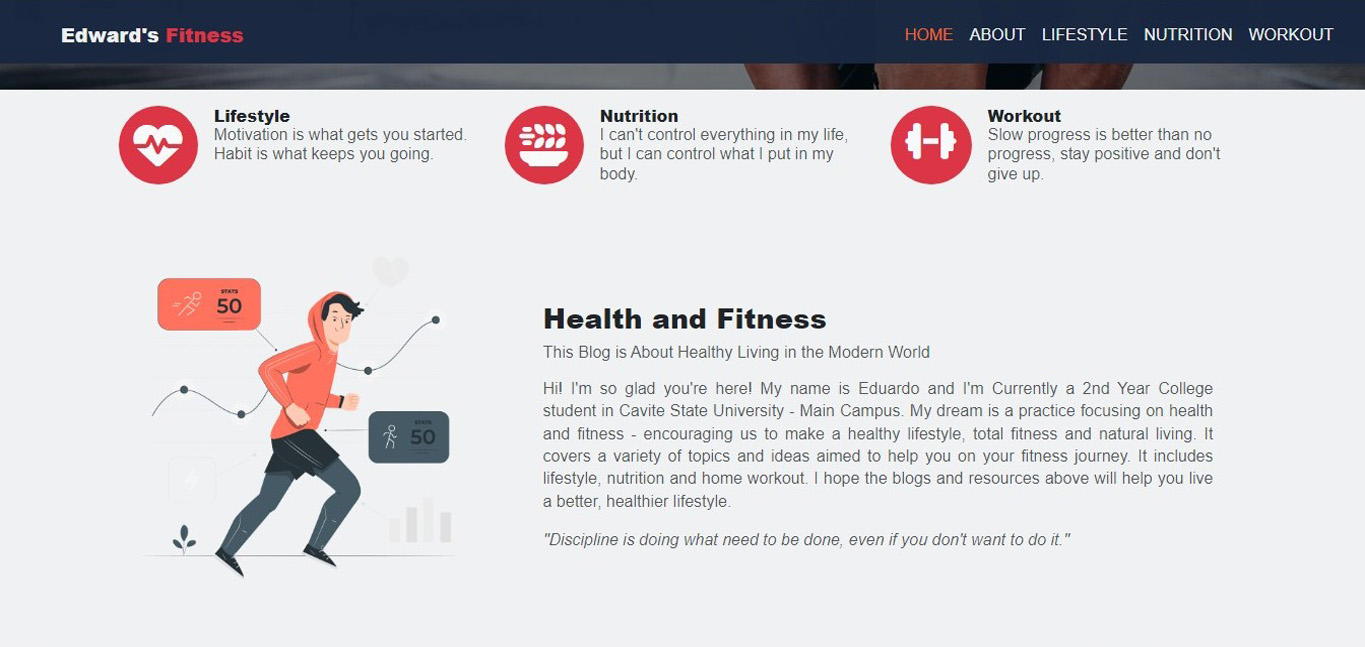 Edward's Fitness
HOME ABOUT LIFESTYLE NUTRITION WORKOUT
Lifestyle
Motivation is what gets you started.
Habit is what keeps you going.
Nutrition
I can't control everything in my life,
but I can control what I put in my
body.
Workout
Slow progress is better than no
progress, stay positive and don't
give up.
STATS
50
STATS
50
Health and Fitness
This Blog is About Healthy Living in the Modern World
Hi! I'm so glad you're here! My name is Eduardo and I'm Currently a 2nd Year College
student in Cavite State University - Main Campus. My dream is a practice focusing on health
and fitness - encouraging us to make a healthy lifestyle, total fitness and natural living. It
covers a variety of topics and ideas aimed to help you on your fitness journey. It includes
lifestyle, nutrition and home workout. I hope the blogs and resources above will help you live
a better, healthier lifestyle.
"Discipline is doing what need to be done, even if you don't want to do it."